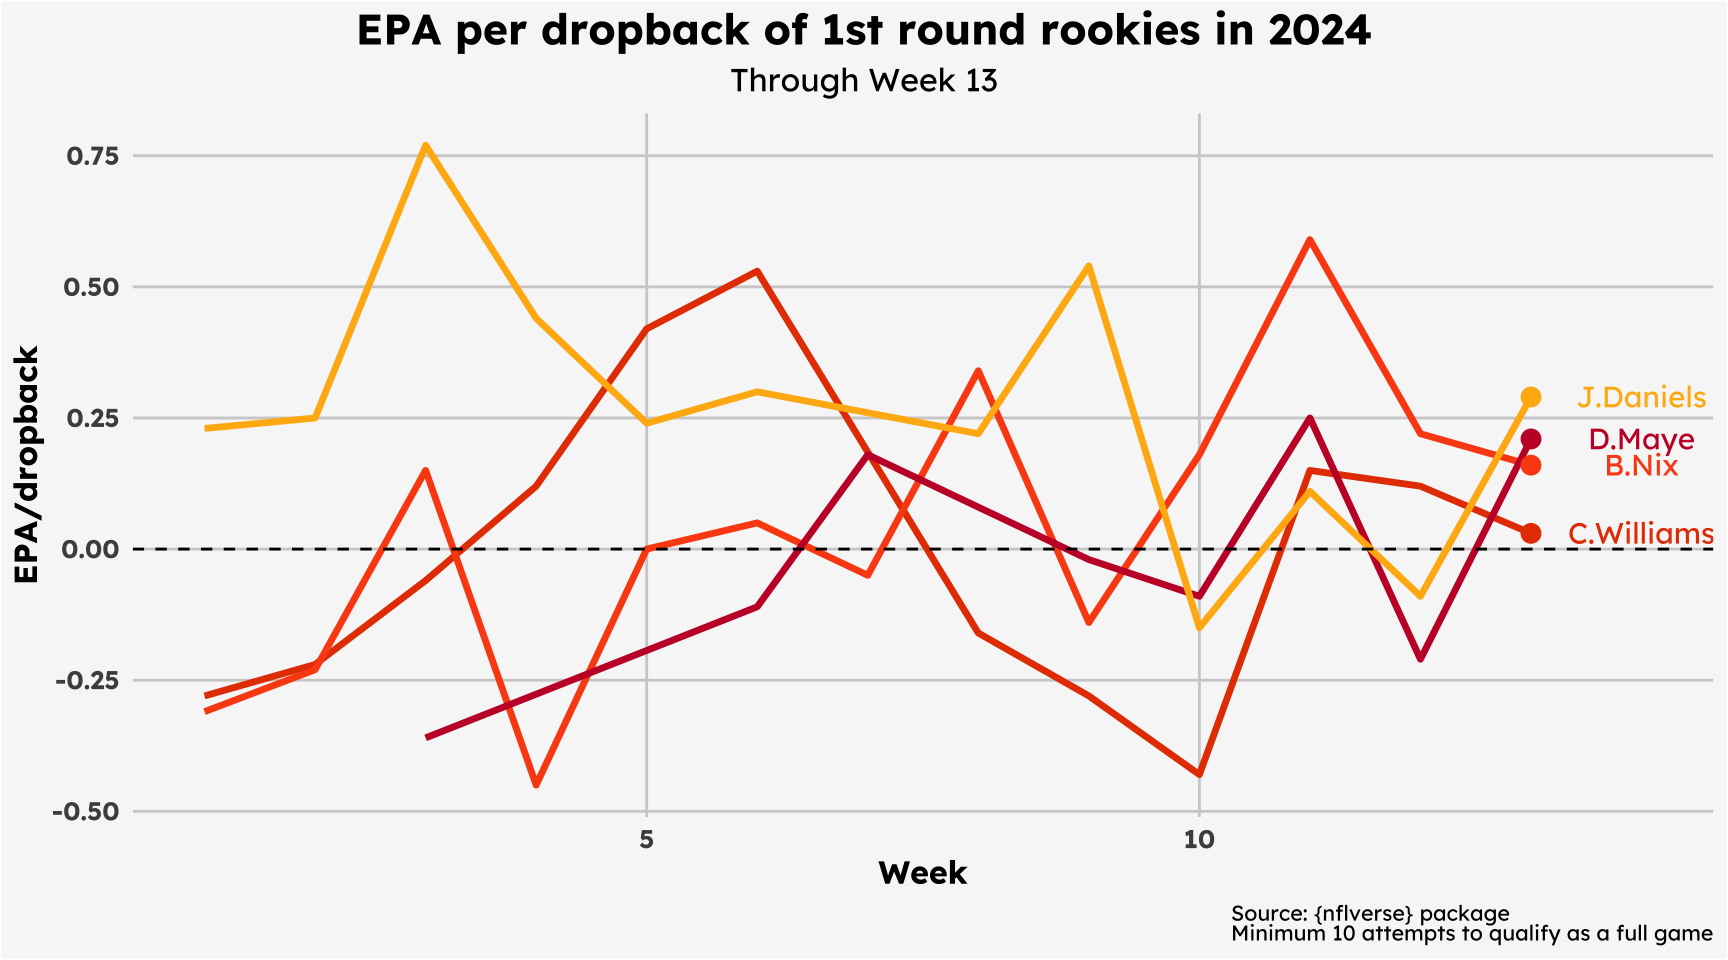 EPA per dropback of 1st round rookies in 2024
Through Week 13
EPA/dropback
0.75
0.50
0.25
0.00
-0.25
-0.50
J.Daniels
D.Maye
B.Nix
C.Williams
5
10
Week
Source: {nflverse} package
Minimum 10 attempts to qualify as a full game